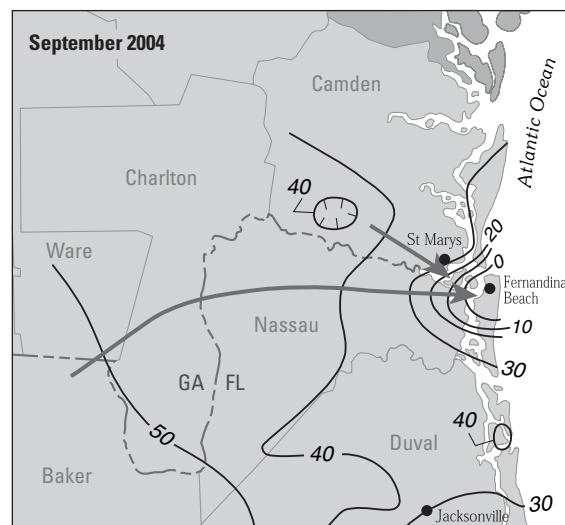 September 2004
Camden
Atlantic Ocean
Charlton
40
St Marys
20
0
Ware
Fernandina
Beach
Nassau
10
30
GA
FL
50
40
40
Duval
Baker
30
Jacksonville